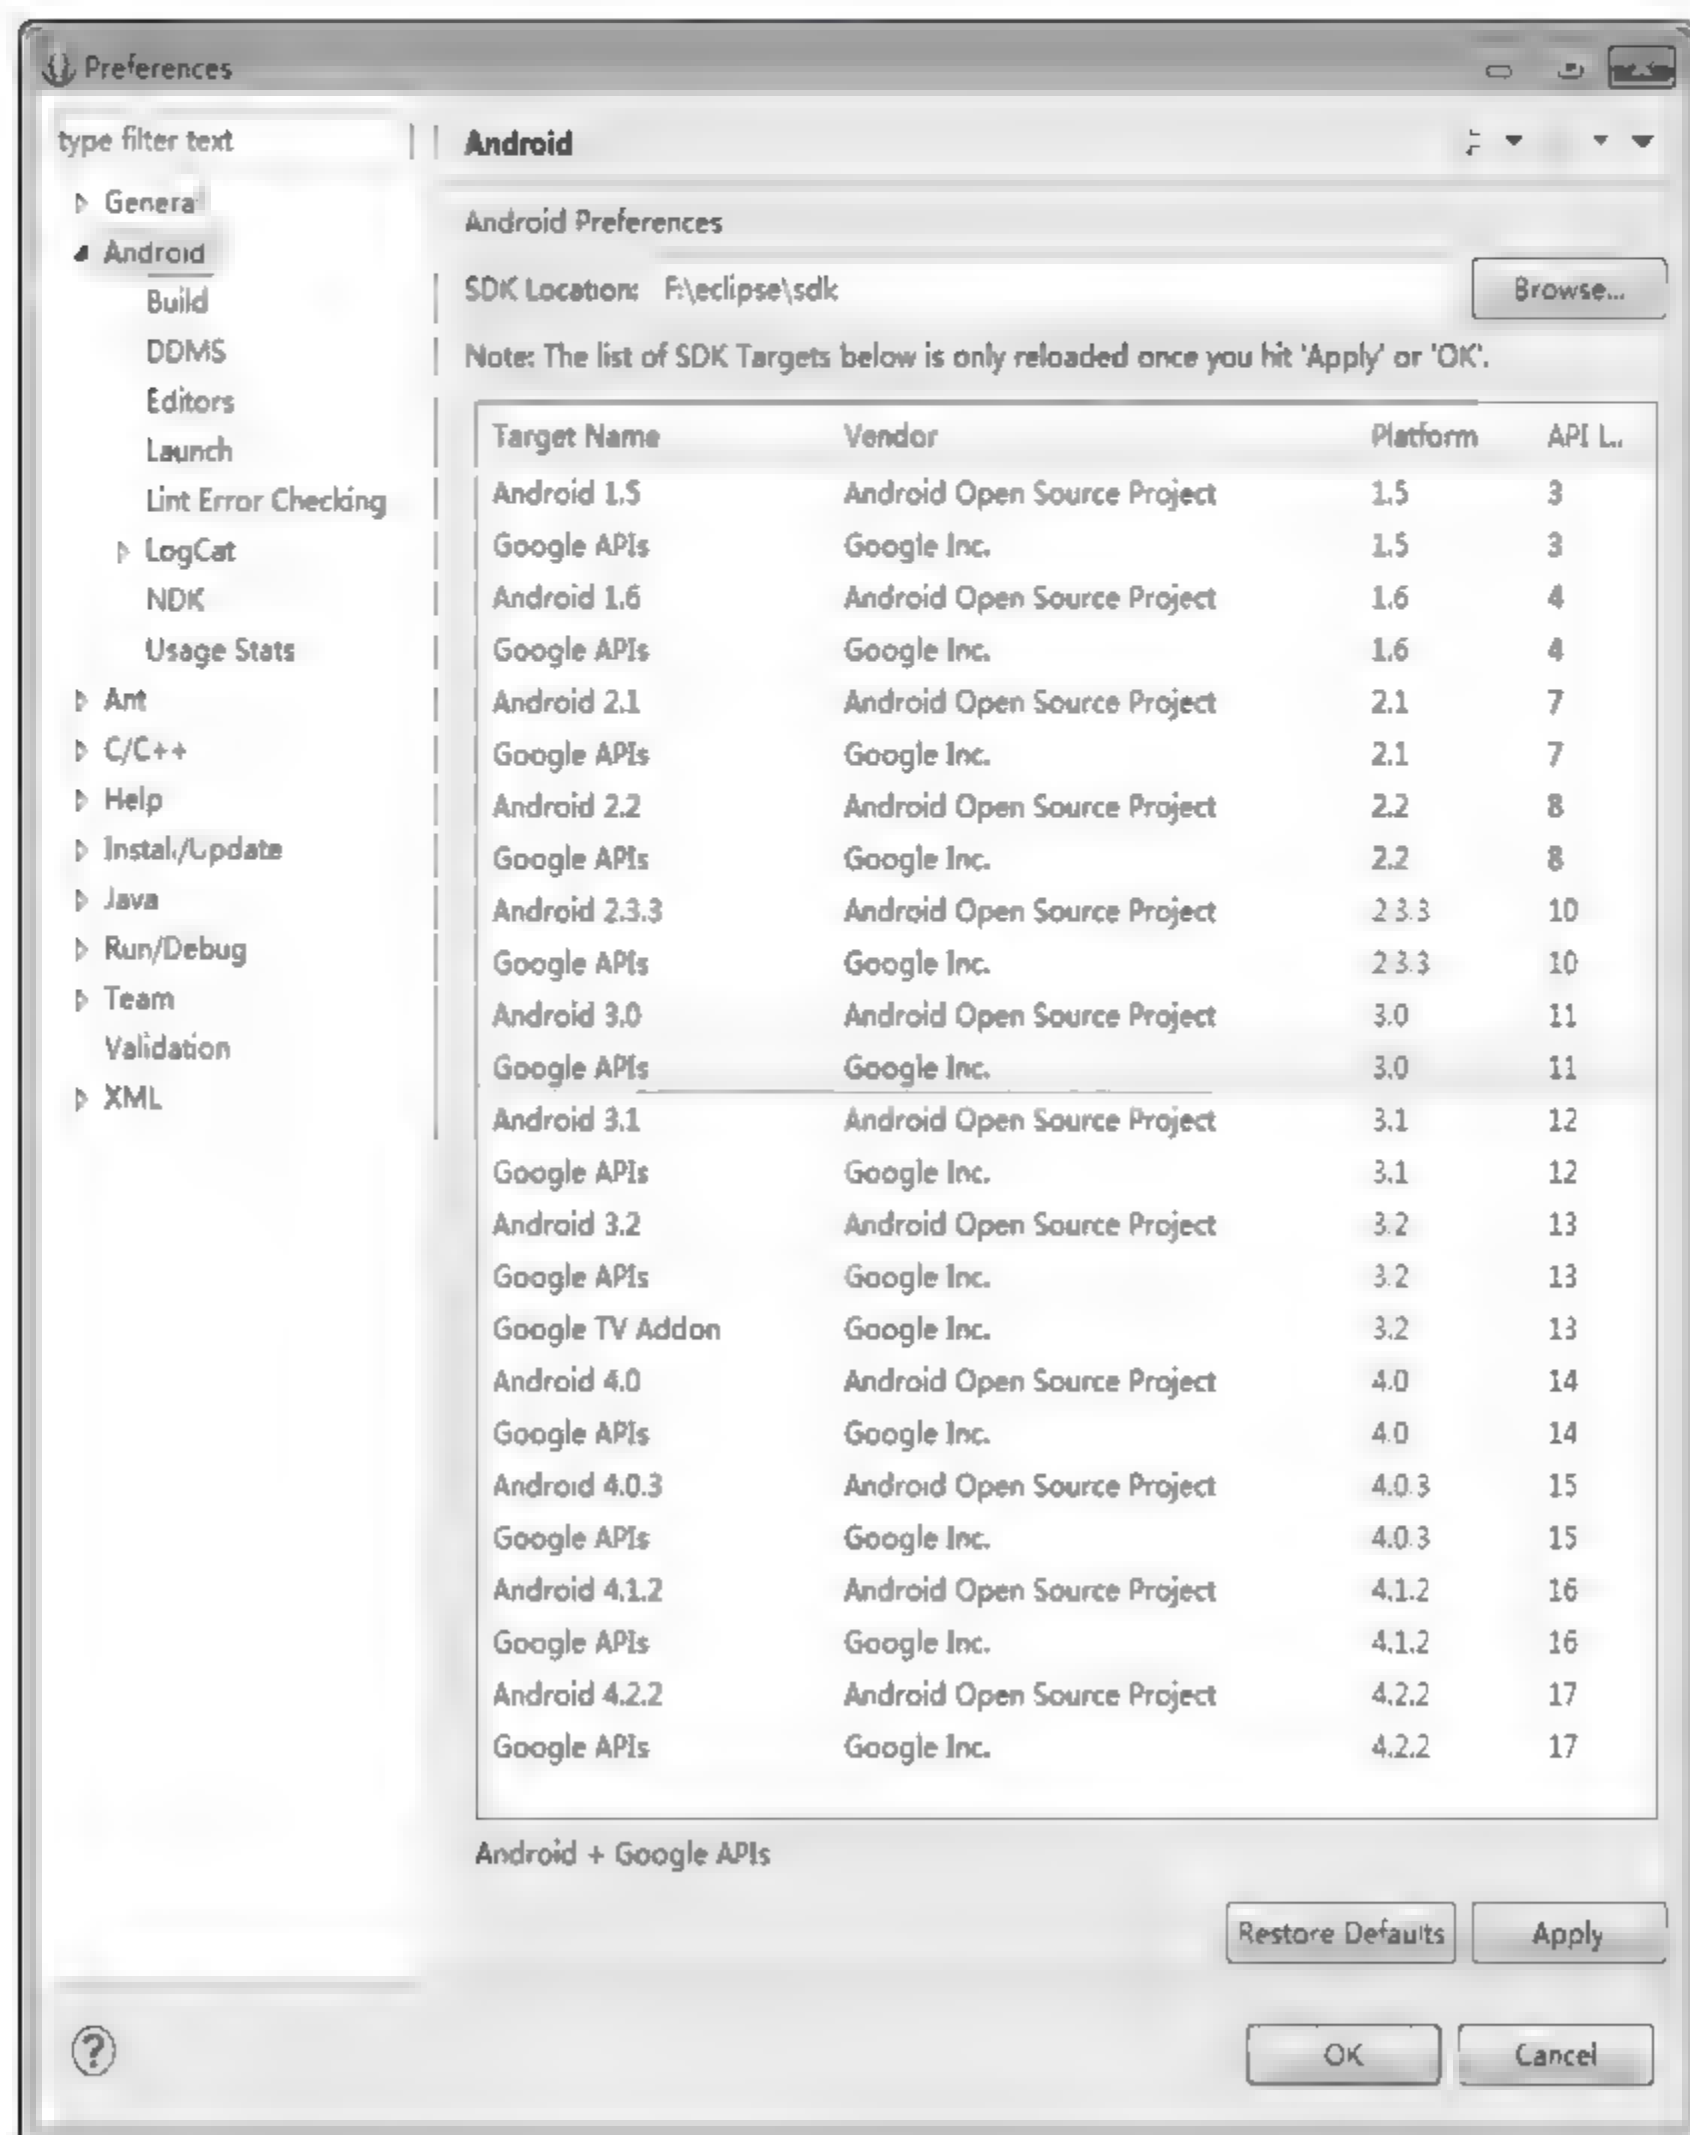 Preferences
type filter text
General
Android
Build
DDMS
Editors
Launch
Lint Error Checking
LogCat
NDK
Usage Stats
Ant
C/C++
Help
Install/Update
Java
Run/Debug
Team
Validation
XML
Android
Android Preferences
SDK Location: F:\eclipse\sdk Browse...
Note: The list of SDK Targets below is only reloaded once you hit 'Apply' or 'OK'.
Target Name Vendor Platform API L...
Android 1.5 Android Open Source Project 1.5 3
Google APIs Google Inc. 1.5 3
Android 1.6 Android Open Source Project 1.6 4
Google APIs Google Inc. 1.6 4
Android 2.1 Android Open Source Project 2.1 7
Google APIs Google Inc. 2.1 7
Android 2.2 Android Open Source Project 2.2 8
Google APIs Google Inc. 2.2 8
Android 2.3.3 Android Open Source Project 2.3.3 10
Google APIs Google Inc. 2.3.3 10
Android 3.0 Android Open Source Project 3.0 11
Google APIs Google Inc. 3.0 11
Android 3.1 Android Open Source Project 3.1 12
Google APIs Google Inc. 3.1 12
Android 3.2 Android Open Source Project 3.2 13
Google APIs Google Inc. 3.2 13
Google TV Addon Google Inc. 3.2 13
Android 4.0 Android Open Source Project 4.0 14
Google APIs Google Inc. 4.0 14
Android 4.0.3 Android Open Source Project 4.0.3 15
Google APIs Google Inc. 4.0.3 15
Android 4.1.2 Android Open Source Project 4.1.2 16
Google APIs Google Inc. 4.1.2 16
Android 4.2.2 Android Open Source Project 4.2.2 17
Google APIs Google Inc. 4.2.2 17
Android + Google APIs
Restore Defaults Apply
? OK Cancel